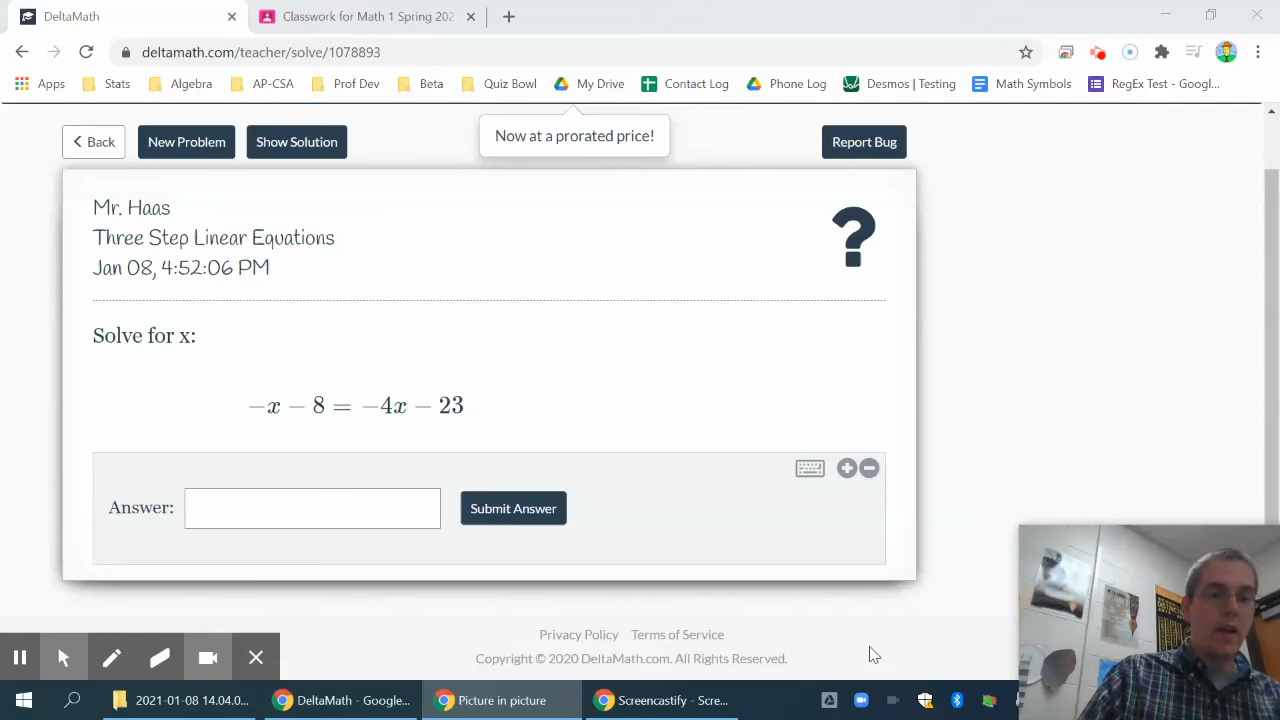 DeltaMath
Classwork for Math 1 Spring 202
deltamath.com/teacher/solve/1078893
Apps Stats Algebra AP-CSA Prof Dev Beta Quiz Bowl My Drive Contact Log Phone Log Desmos | Testing Math Symbols RegEx Test - Googl...
Now at a prorated price!
Back New Problem Show Solution Report Bug
Mr. Haas
Three Step Linear Equations
Jan 08, 4:52:06 PM
?
Solve for x:
−x − 8 = −4x − 23
Answer: Submit Answer
Privacy Policy Terms of Service
Copyright © 2020 DeltaMath.com. All Rights Reserved.
2021-01-08 14.04.0... DeltaMath - Google... Picture in picture Screencastify - Scre...